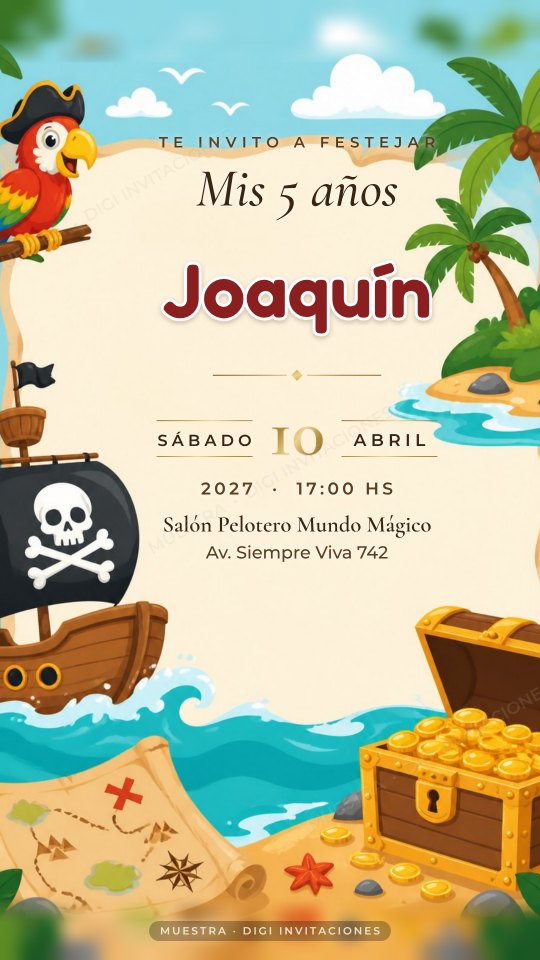 TE INVITO A FESTEJAR
Mis 5 años
Joaquín
SÁBADO 10 ABRIL
2027 · 17:00 HS
Salón Pelotero Mundo Mágico
Av. Siempre Viva 742
MUESTRA · DIGI INVITACIONES